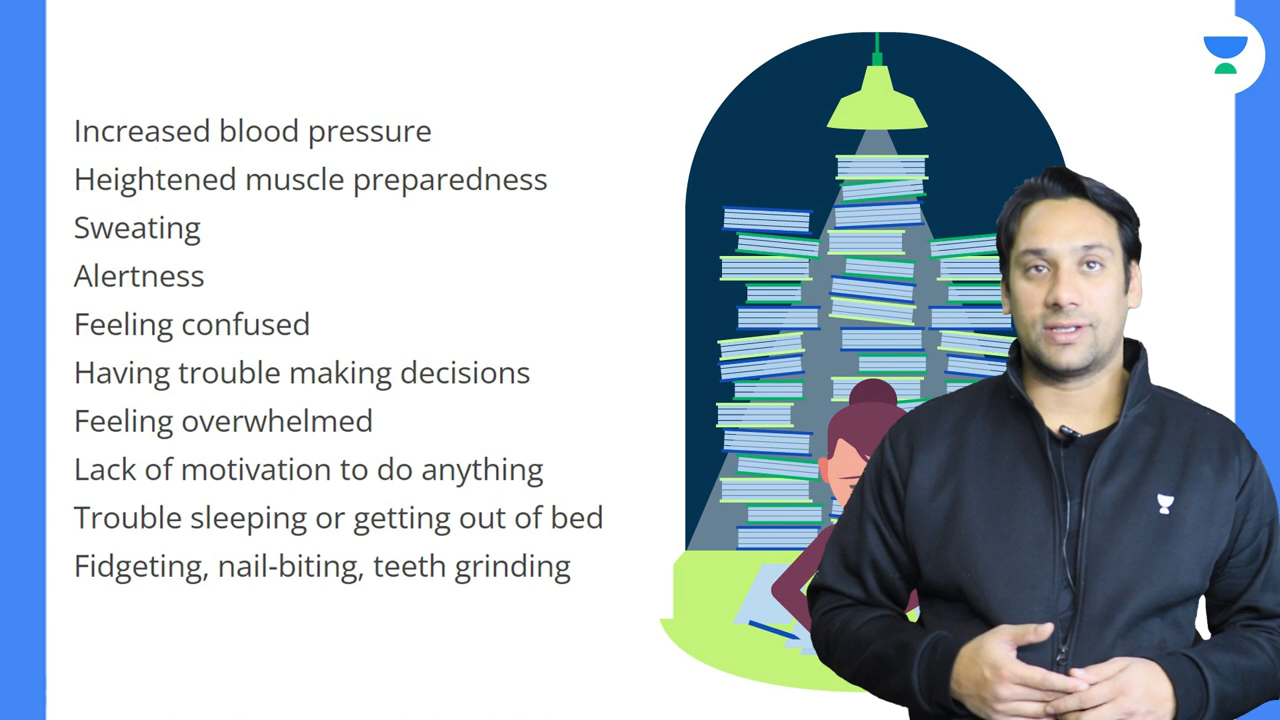 Increased blood pressure
Heightened muscle preparedness
Sweating
Alertness
Feeling confused
Having trouble making decisions
Feeling overwhelmed
Lack of motivation to do anything
Trouble sleeping or getting out of bed
Fidgeting, nail-biting, teeth grinding